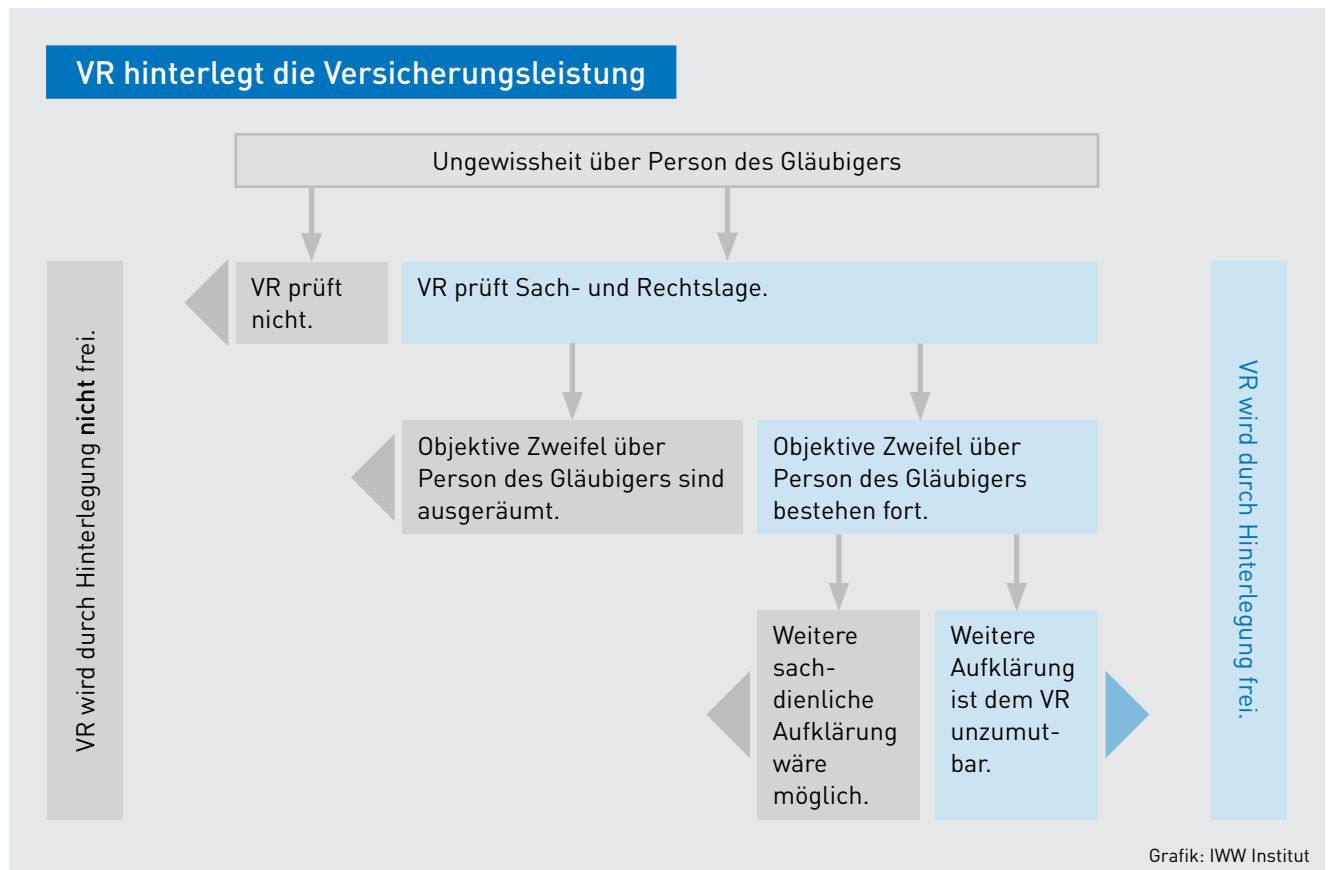 VR hinterlegt die Versicherungsleistung
Ungewissheit über Person des Gläubigers
VR wird durch Hinterlegung nicht frei.
VR prüft
nicht.
VR prüft Sach- und Rechtslage.
Objektive Zweifel über
Person des Gläubigers sind
ausgeräumt.
Objektive Zweifel über
Person des Gläubigers
bestehen fort.
Weitere
sach-
dienliche
Aufklärung
wäre
möglich.
Weitere
Aufklärung
ist dem VR
unzumut-
bar.
VR wird durch Hinterlegung frei.
Grafik: IWW Institut